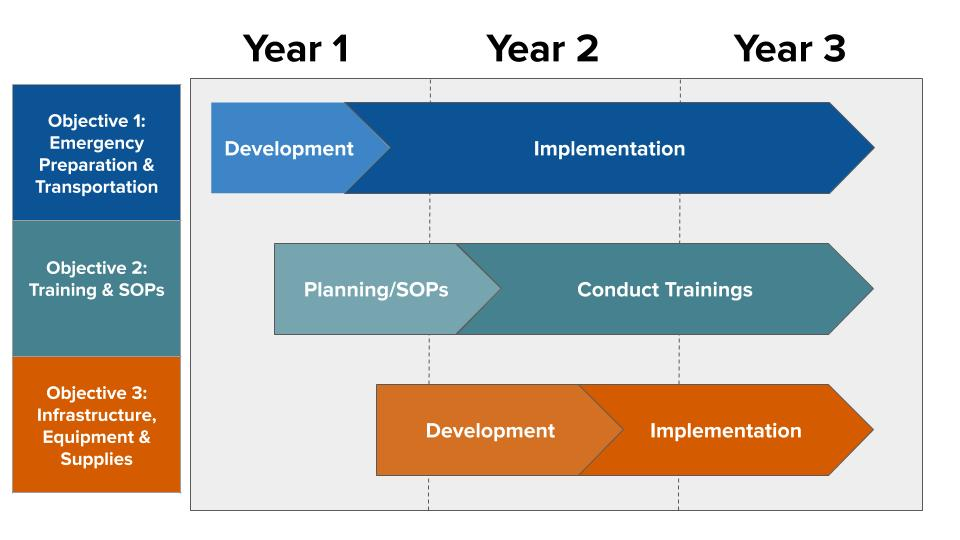 Year 1
Year 2
Year 3
Objective 1:
Emergency
Preparation &
Transportation
Development
Implementation
Objective 2:
Training & SOPs
Planning/SOPs
Conduct Trainings
Objective 3:
Infrastructure,
Equipment &
Supplies
Development
Implementation